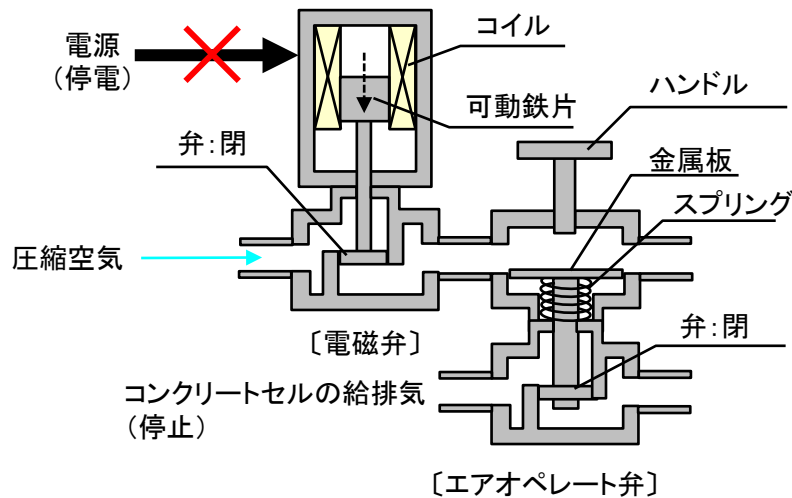 電源
(停電)
コイル
可動鉄片
ハンドル
弁:閉
金属板
スプリング
圧縮空気
〔電磁弁〕
弁:閉
コンクリートセルの給排気
(停止)
〔エアオペレート弁〕